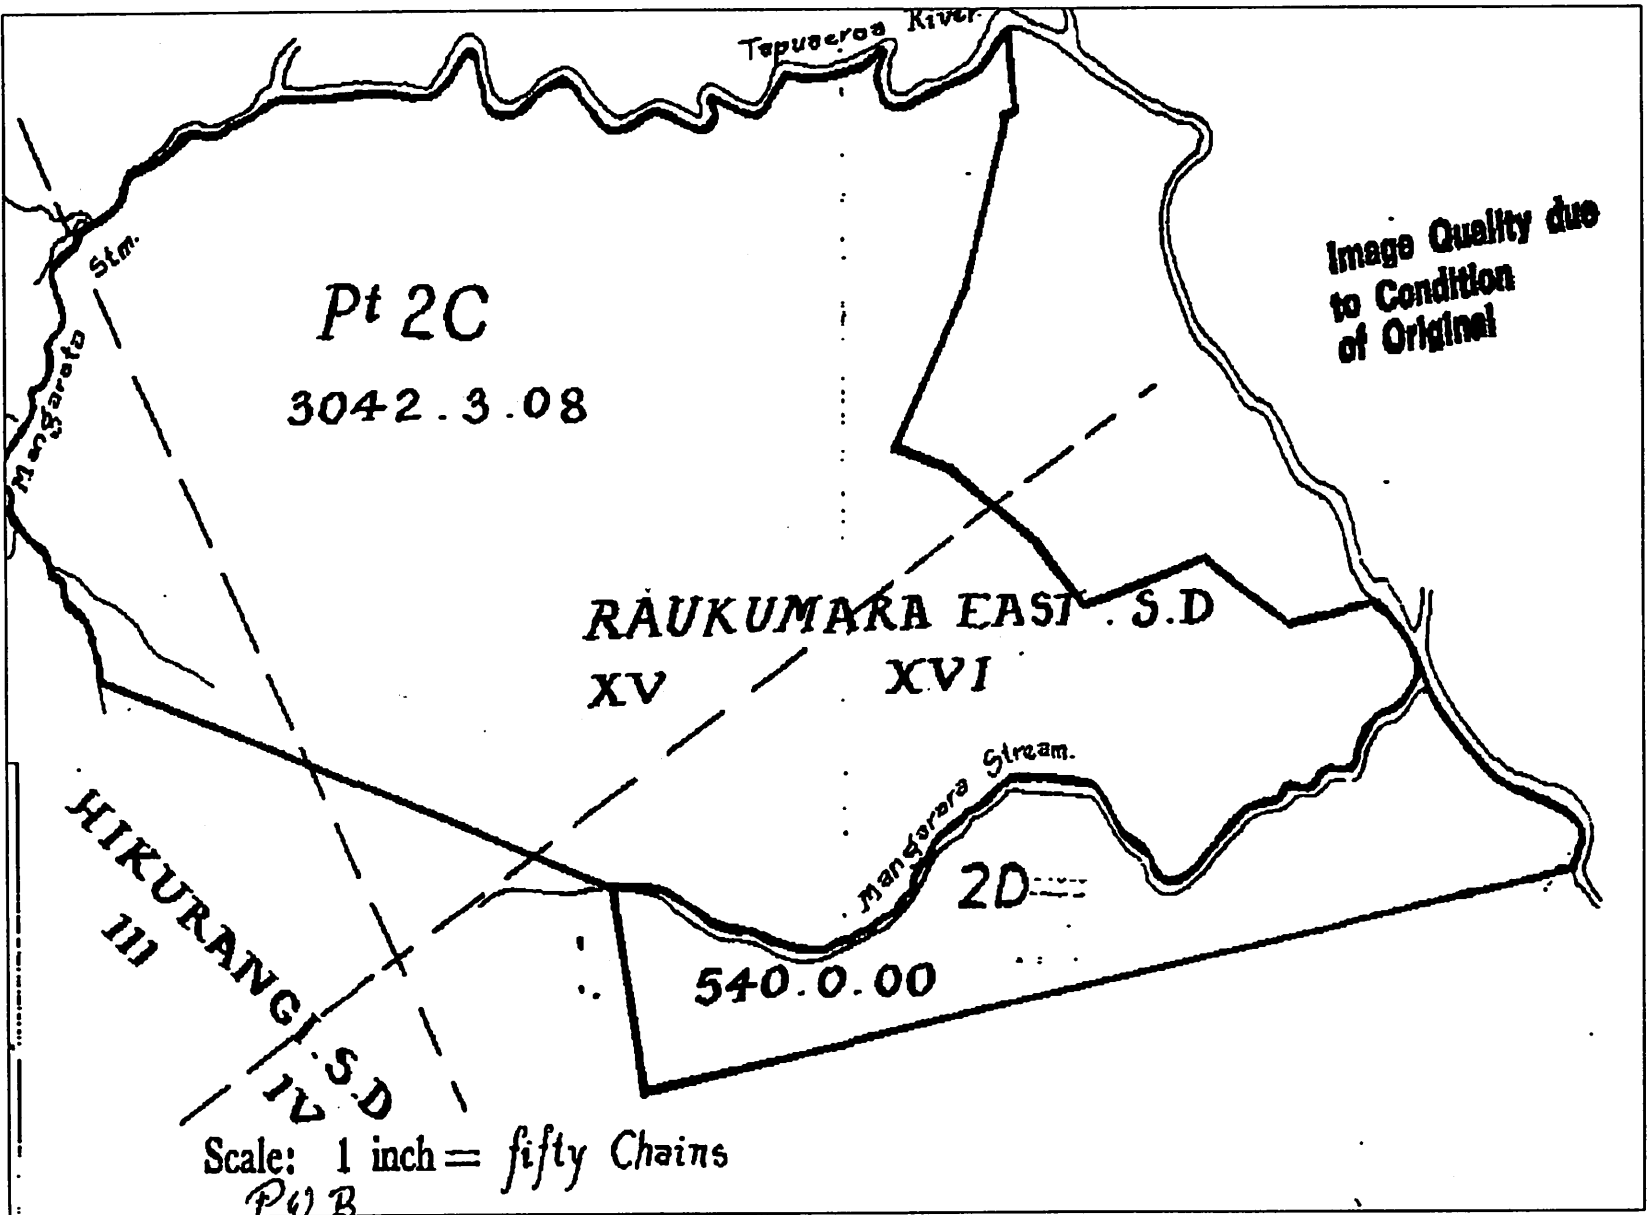 Tapuaeroa River.
Stm.
Mangaroto
Image Quality due
to Condition
of Original
Pt 2C
3042.3.08
RAUKUMARA EAST. S.D
XV XVI
Mangarara Stream.
2D
540.0.00
HIKURANGI.S.D
III
IV
Scale: 1 inch = fifty Chains